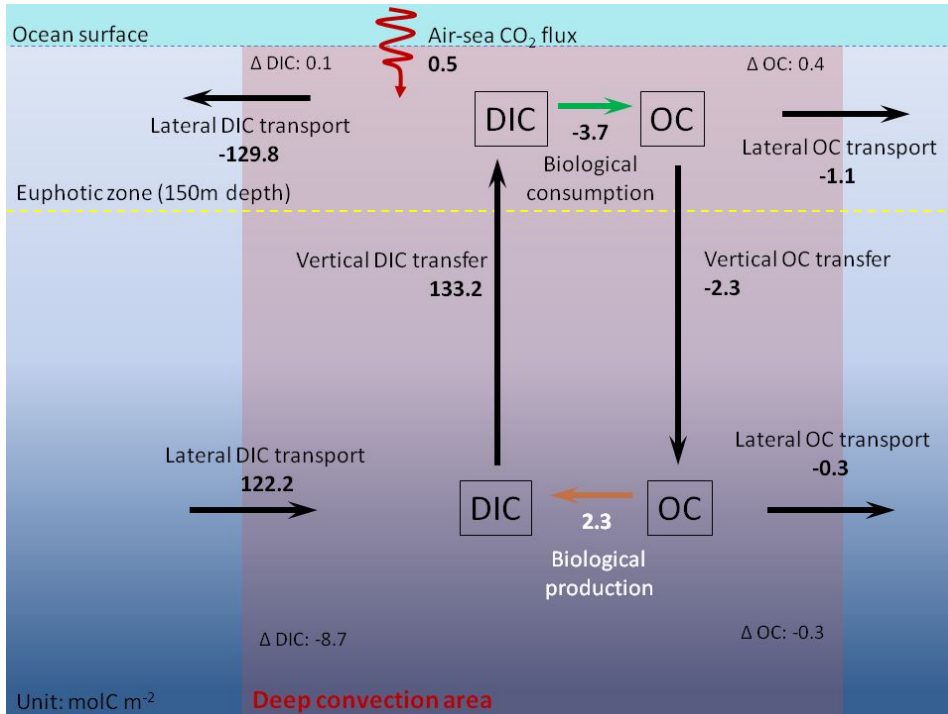 Ocean surface
Air-sea CO₂ flux
0.5
Δ DIC: 0.1
Δ OC: 0.4
DIC
OC
Lateral DIC transport
-129.8
-3.7
Biological
consumption
Lateral OC transport
-1.1
Euphotic zone (150m depth)
Vertical DIC transfer
133.2
Vertical OC transfer
-2.3
Lateral DIC transport
122.2
Lateral OC transport
-0.3
DIC
OC
2.3
Biological
production
Δ DIC: -8.7
Δ OC: -0.3
Unit: molC m⁻²
Deep convection area